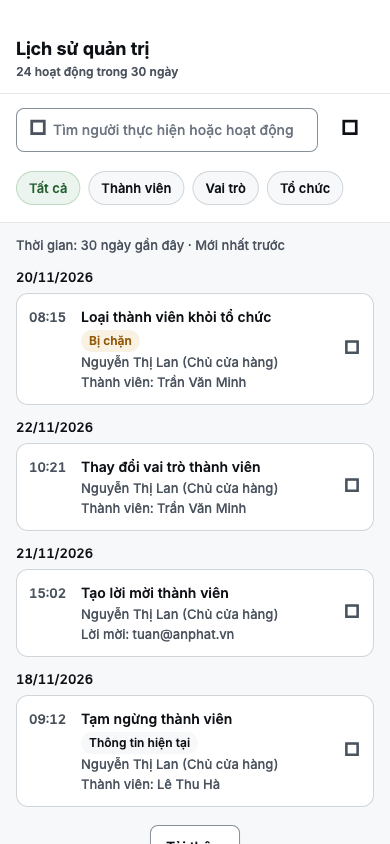 Lịch sử quản trị
24 hoạt động trong 30 ngày
Tìm người thực hiện hoặc hoạt động
Tất cả
Thành viên
Vai trò
Tổ chức
Thời gian: 30 ngày gần đây · Mới nhất trước
20/11/2026
08:15
Loại thành viên khỏi tổ chức
Bị chặn
Nguyễn Thị Lan (Chủ cửa hàng)
Thành viên: Trần Văn Minh
22/11/2026
10:21
Thay đổi vai trò thành viên
Nguyễn Thị Lan (Chủ cửa hàng)
Thành viên: Trần Văn Minh
21/11/2026
15:02
Tạo lời mời thành viên
Nguyễn Thị Lan (Chủ cửa hàng)
Lời mời: tuan@anphat.vn
18/11/2026
09:12
Tạm ngừng thành viên
Thông tin hiện tại
Nguyễn Thị Lan (Chủ cửa hàng)
Thành viên: Lê Thu Hà